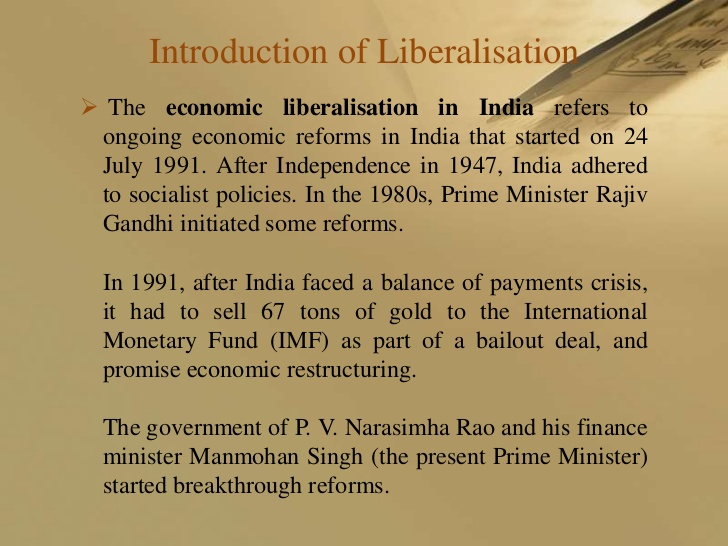 Introduction of Liberalisation
➢ The economic liberalisation in India refers to
ongoing economic reforms in India that started on 24
July 1991. After Independence in 1947, India adhered
to socialist policies. In the 1980s, Prime Minister Rajiv
Gandhi initiated some reforms.
In 1991, after India faced a balance of payments crisis,
it had to sell 67 tons of gold to the International
Monetary Fund (IMF) as part of a bailout deal, and
promise economic restructuring.
The government of P. V. Narasimha Rao and his finance
minister Manmohan Singh (the present Prime Minister)
started breakthrough reforms.